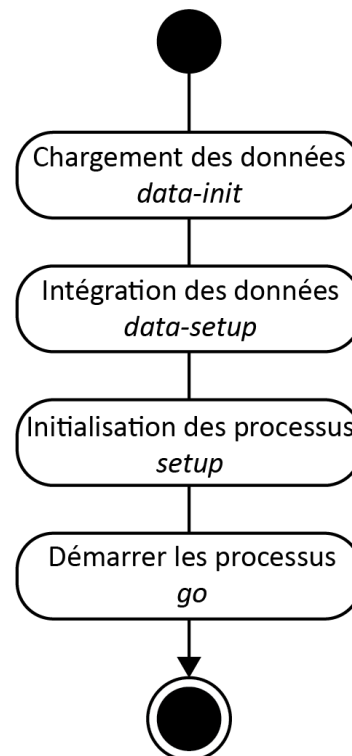 Chargement des données
data-init
Intégration des données
data-setup
Initialisation des processus
setup
Démarrer les processus
go